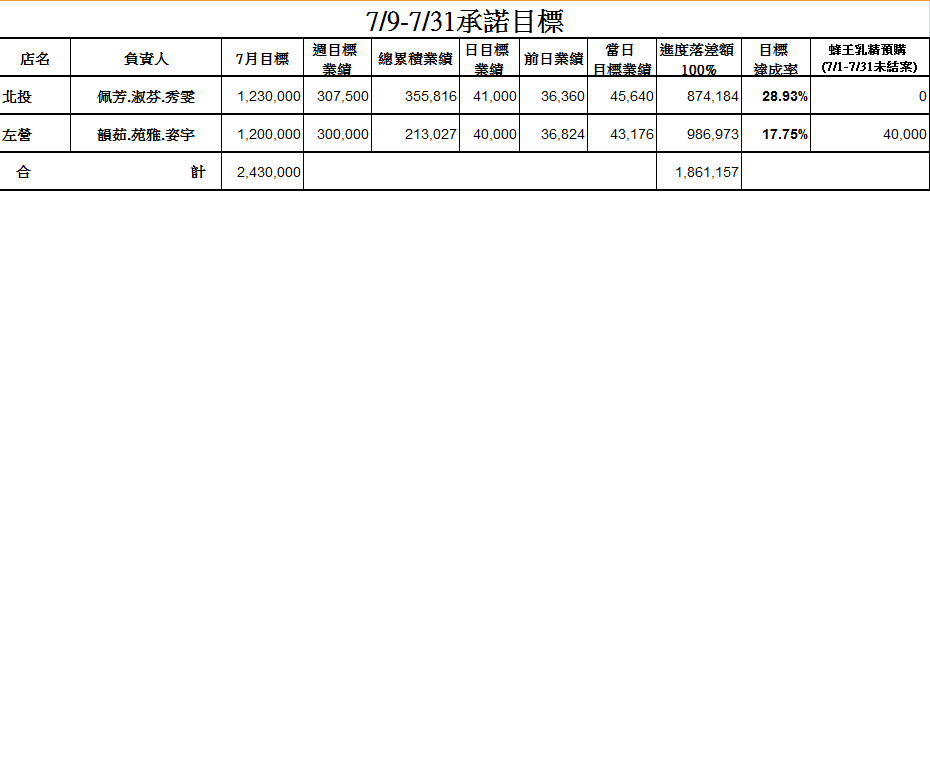 7/9-7/31承諾目標
店名 負責人 7月目標 週目標業績 總累積業績 日目標業績 前日業績 當日目標業績 進度落差額100% 目標達成率 蜂王乳精預購(7/1-7/31未結案)
北投 佩芳.淑芬.秀雯 1,230,000 307,500 355,816 41,000 36,360 45,640 874,184 28.93% 0
左營 韻茹.苑雅.姿宇 1,200,000 300,000 213,027 40,000 36,824 43,176 986,973 17.75% 40,000
合 計 2,430,000 1,861,157